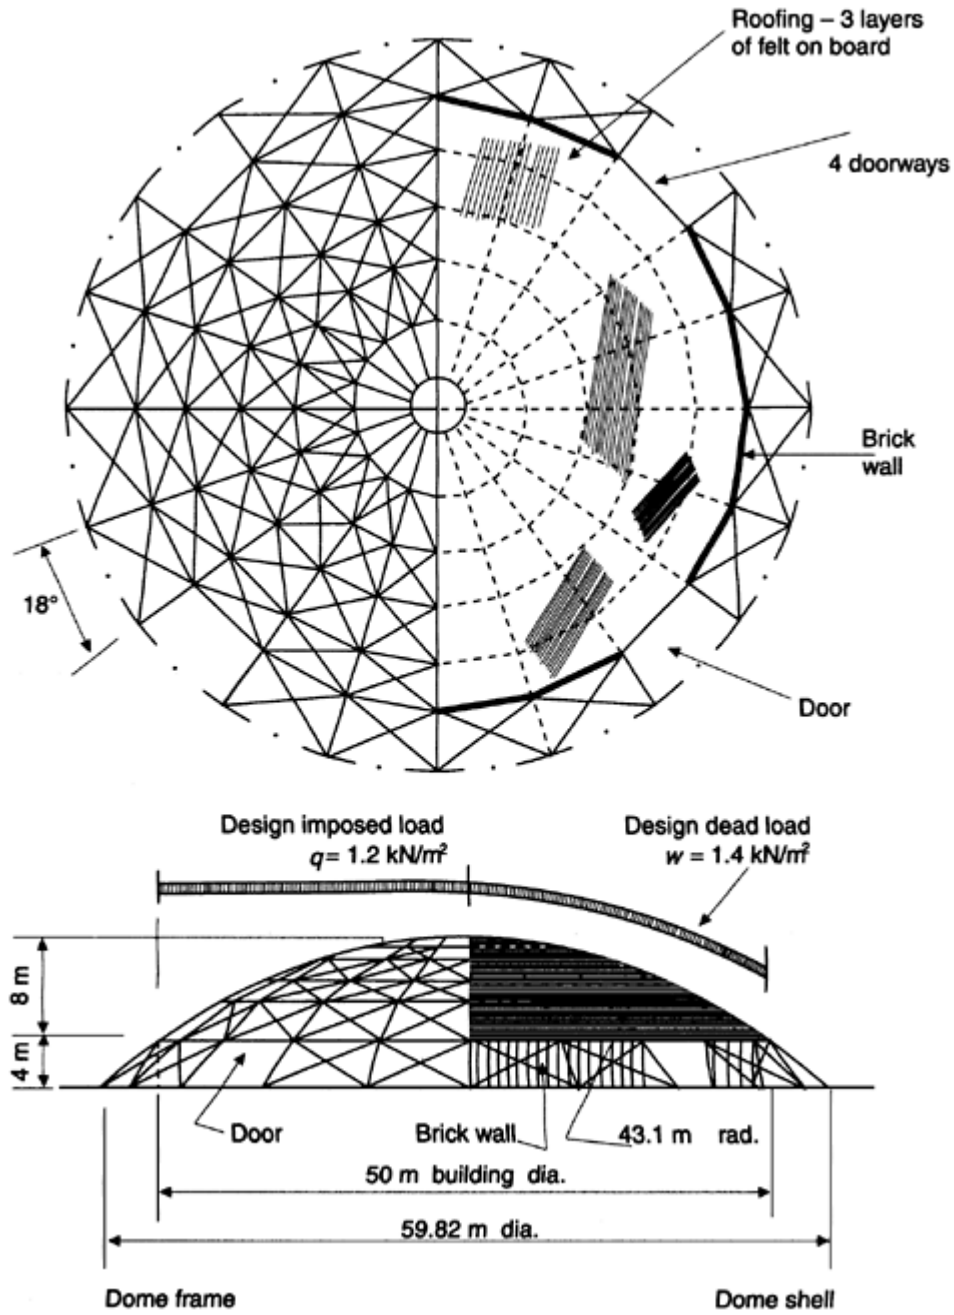 Roofing – 3 layers
of felt on board
4 doorways
Brick
wall
18°
Door
Design imposed load
q= 1.2 kN/m²
Design dead load
w = 1.4 kN/m²
8 m
4 m
Door
Brick wall
43.1 m rad.
50 m building dia.
59.82 m dia.
Dome frame
Dome shell